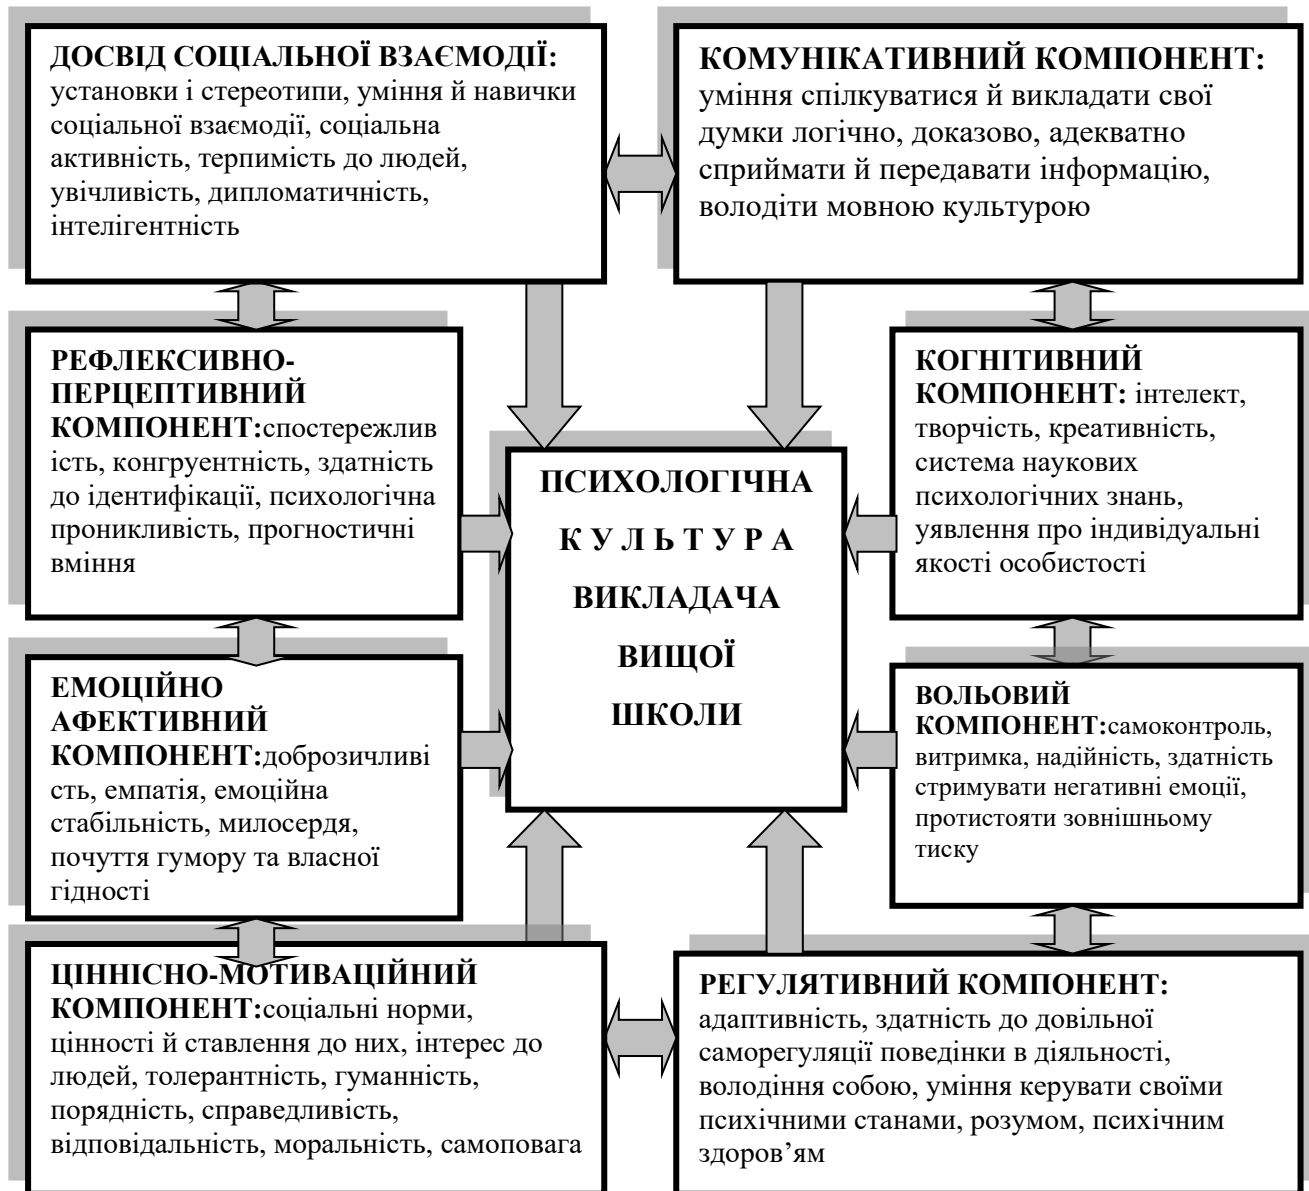 ДОСВІД СОЦІАЛЬНОЇ ВЗАЄМОДІЇ:
установки і стереотипи, уміння й навички
соціальної взаємодії, соціальна
активність, терпимість до людей,
увічливість, дипломатичність,
інтелігентність
КОМУНІКАТИВНИЙ КОМПОНЕНТ:
уміння спілкуватися й викладати свої
думки логічно, доказово, адекватно
сприймати й передавати інформацію,
володіти мовною культурою
РЕФЛЕКСИВНО-
ПЕРЦЕПТИВНИЙ
КОМПОНЕНТ:спостережлив
ість, конгруентність, здатність
до ідентифікації, психологічна
проникливість, прогностичні
вміння
КОГНІТИВНИЙ
КОМПОНЕНТ: інтелект,
творчість, креативність,
система наукових
психологічних знань,
уявлення про індивідуальні
якості особистості
ПСИХОЛОГІЧНА
К У Л Ь Т У Р А
ВИКЛАДАЧА
ВИЩОЇ
ШКОЛИ
ЕМОЦІЙНО
АФЕКТИВНИЙ
КОМПОНЕНТ:доброзичливі
сть, емпатія, емоційна
стабільність, милосердя,
почуття гумору та власної
гідності
ВОЛЬОВИЙ
КОМПОНЕНТ:самоконтроль,
витримка, надійність, здатність
стримувати негативні емоції,
протистояти зовнішньому
тиску
ЦІННІСНО-МОТИВАЦІЙНИЙ
КОМПОНЕНТ:соціальні норми,
цінності й ставлення до них, інтерес до
людей, толерантність, гуманність,
порядність, справедливість,
відповідальність, моральність, самоповага
РЕГУЛЯТИВНИЙ КОМПОНЕНТ:
адаптивність, здатність до довільної
саморегуляції поведінки в діяльності,
володіння собою, уміння керувати своїми
психічними станами, розумом, психічним
здоров’ям